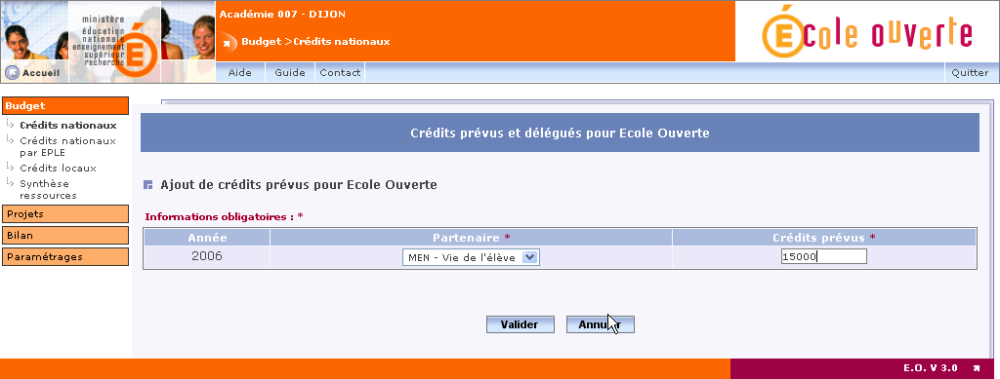 ministère
éducation
nationale
enseignement
supérieur
recherche
É
Accueil
Académie 007 - DIJON
Budget >Crédits nationaux
École ouverte
Aide
Guide
Contact
Quitter
Budget
Crédits nationaux
Crédits nationaux
par EPLE
Crédits locaux
Synthèse
ressources
Projets
Bilan
Paramétrages
Crédits prévus et délégués pour Ecole Ouverte
Ajout de crédits prévus pour Ecole Ouverte
Informations obligatoires : *
Année Partenaire * Crédits prévus *
2006 MEN - Vie de l'élève 15000
Valider Annuler
E.O. V 3.0